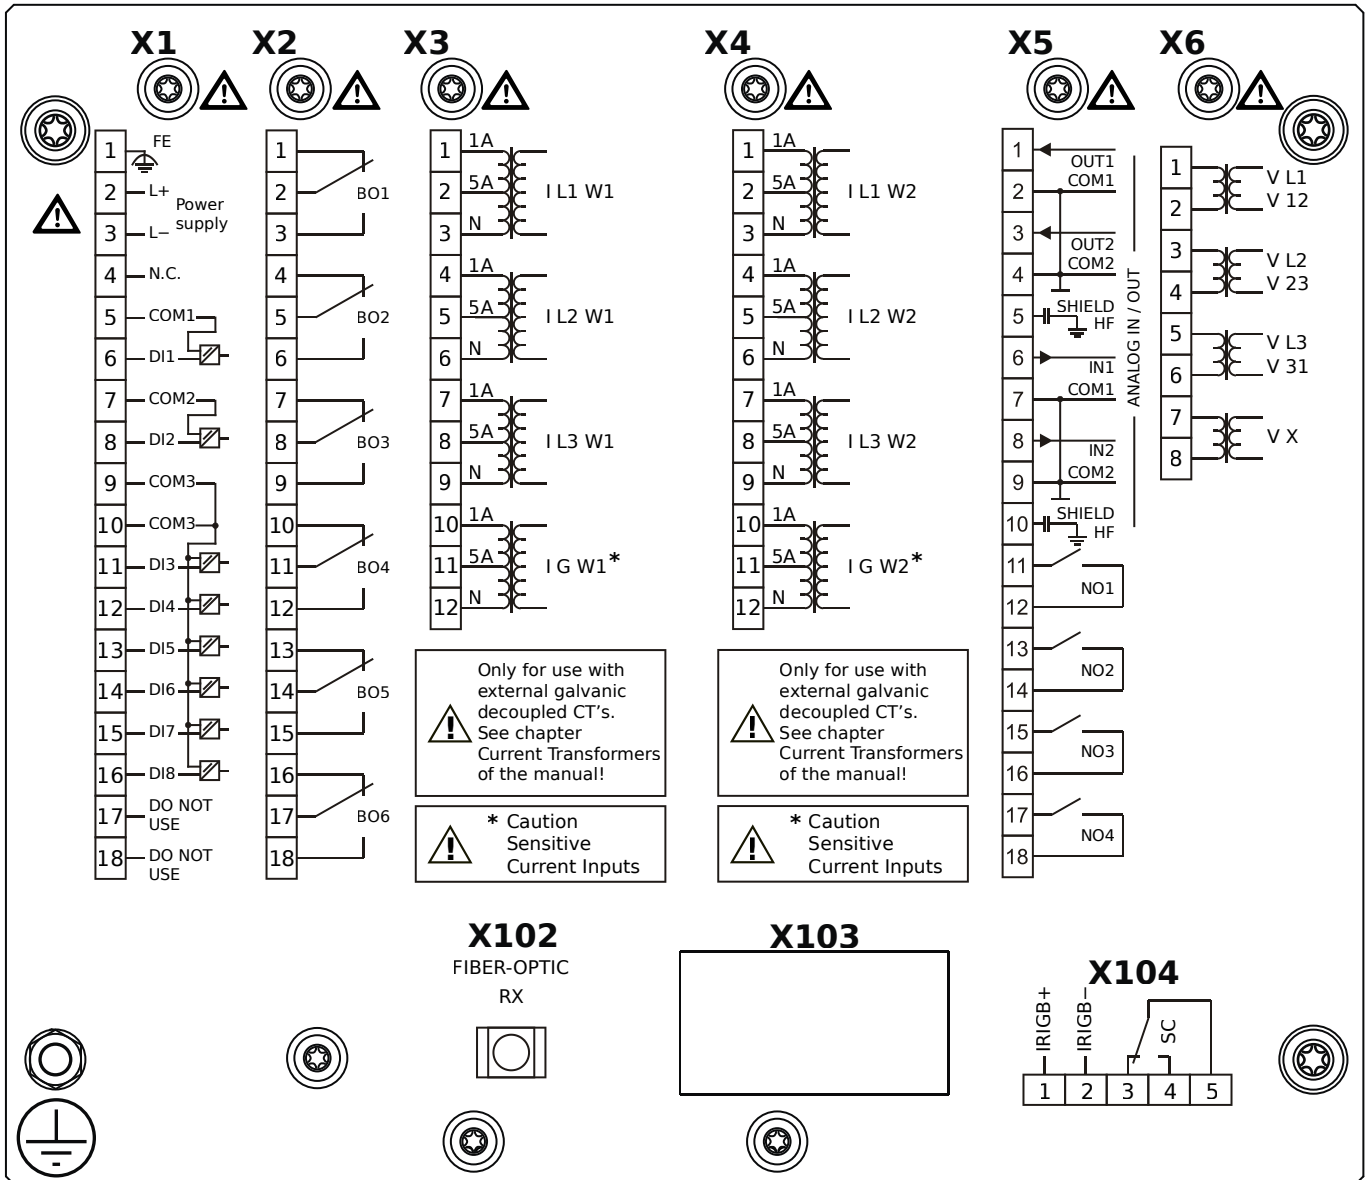 X1
X2
X3
X4
X5
X6
1
FE
2
L+
Power
supply
3
L−
4
N.C.
5
COM1
6
DI1
7
COM2
8
DI2
9
COM3
10
COM3
11
DI3
12
DI4
13
DI5
14
DI6
15
DI7
16
DI8
17
DO NOT
USE
18
DO NOT
USE
1
2
BO1
3
4
5
BO2
6
7
8
BO3
9
10
11
BO4
12
13
14
BO5
15
16
17
BO6
18
1
1A
2
5A
I L1 W1
3
N
4
1A
5
5A
I L2 W1
6
N
7
1A
8
5A
I L3 W1
9
N
10
1A
11
5A
I G W1*
12
N
Only for use with
external galvanic
decoupled CT's.
See chapter
Current Transformers
of the manual!
* Caution
Sensitive
Current Inputs
1
1A
2
5A
I L1 W2
3
N
4
1A
5
5A
I L2 W2
6
N
7
1A
8
5A
I L3 W2
9
N
10
1A
11
5A
I G W2*
12
N
Only for use with
external galvanic
decoupled CT's.
See chapter
Current Transformers
of the manual!
* Caution
Sensitive
Current Inputs
1
OUT1
2
COM1
3
OUT2
4
COM2
5
SHIELD
HF
6
IN1
7
COM1
8
IN2
9
COM2
10
SHIELD
HF
ANALOG IN / OUT
11
NO1
12
13
NO2
14
15
NO3
16
17
NO4
18
1
V L1
2
V 12
3
V L2
4
V 23
5
V L3
6
V 31
7
V X
8
X102
FIBER-OPTIC
RX
X103
X104
IRIGB+
IRIGB−
SC
1
2
3
4
5